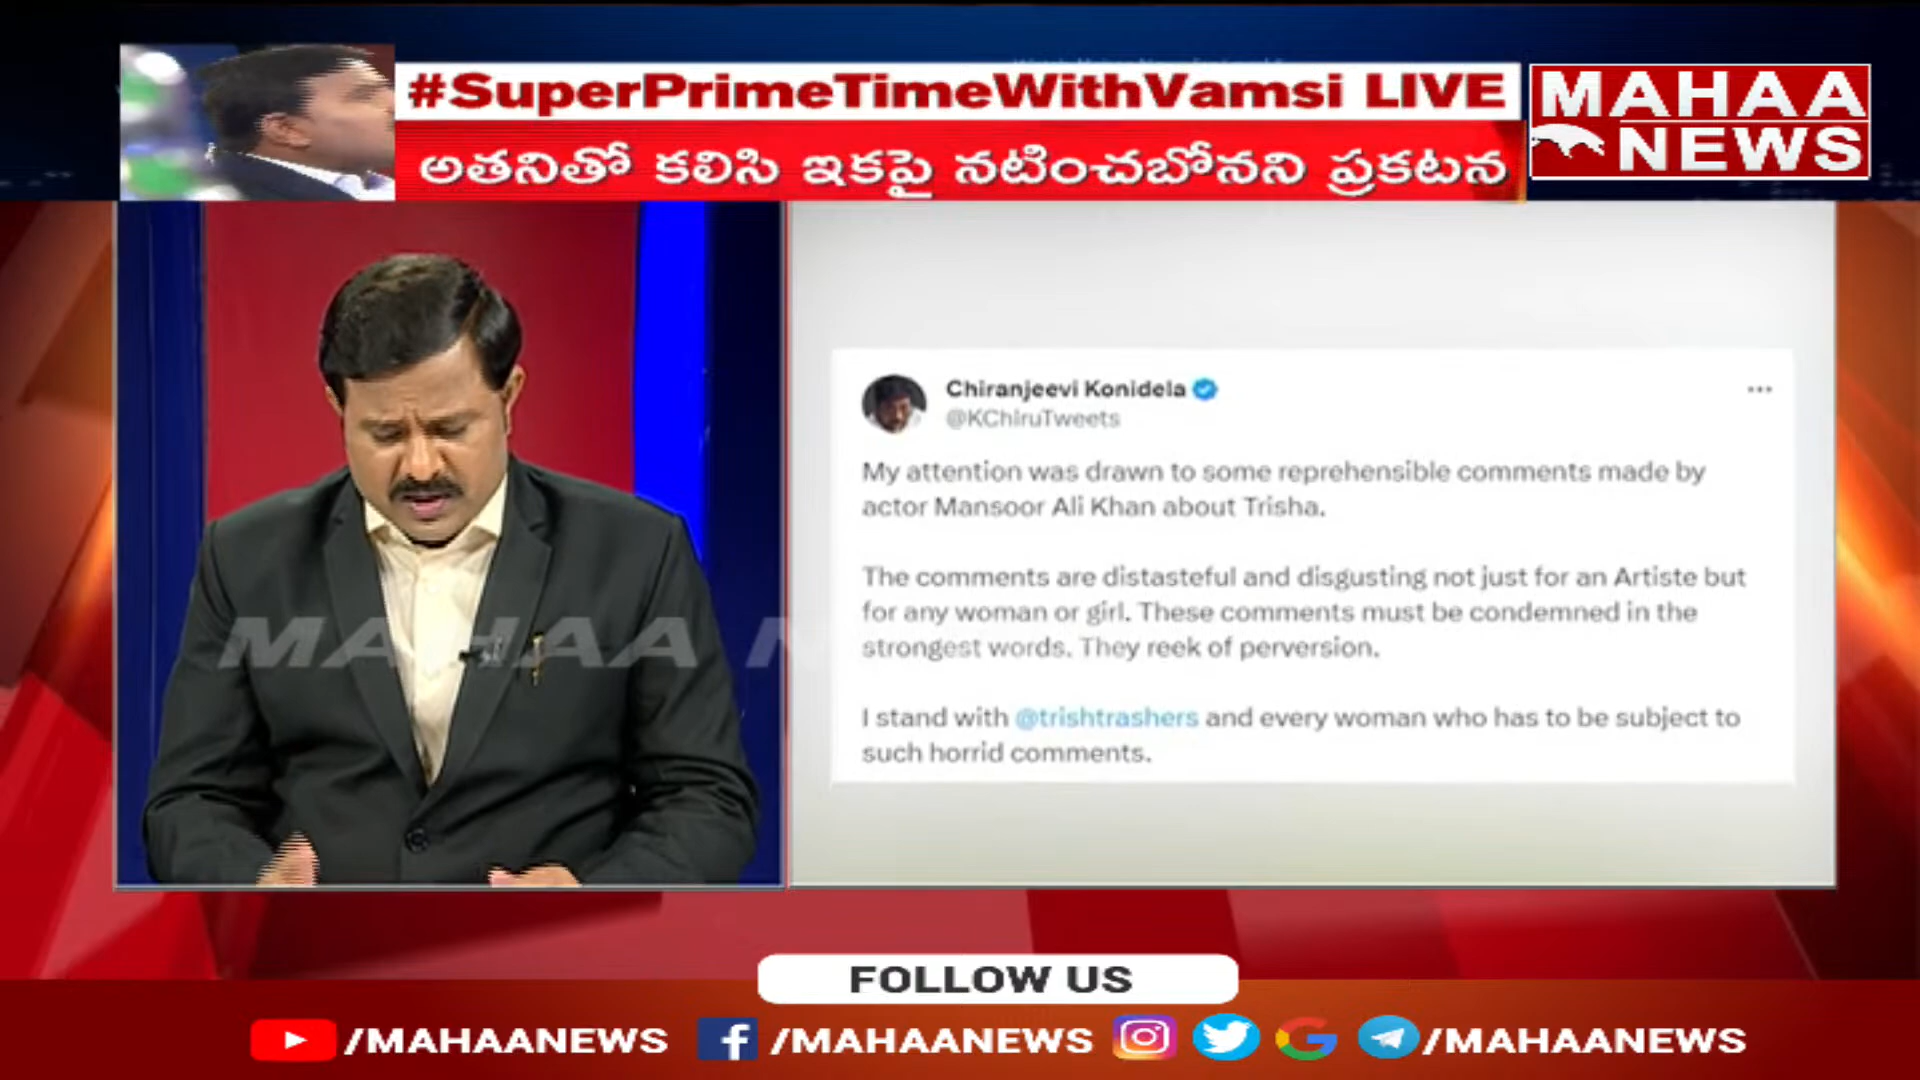 #SuperPrimeTimeWithVamsi LIVE
అతనితో కలిసి ఇకపై నటించబోనని ప్రకటన
MAHAA
NEWS
Chiranjeevi Konidela
@KChiruTweets
My attention was drawn to some reprehensible comments made by
actor Mansoor Ali Khan about Trisha.
The comments are distasteful and disgusting not just for an Artiste but
for any woman or girl. These comments must be condemned in the
strongest words. They reek of perversion.
I stand with @trishtrashers and every woman who has to be subject to
such horrid comments.
MAHAA N
FOLLOW US
/MAHAANEWS /MAHAANEWS /MAHAANEWS